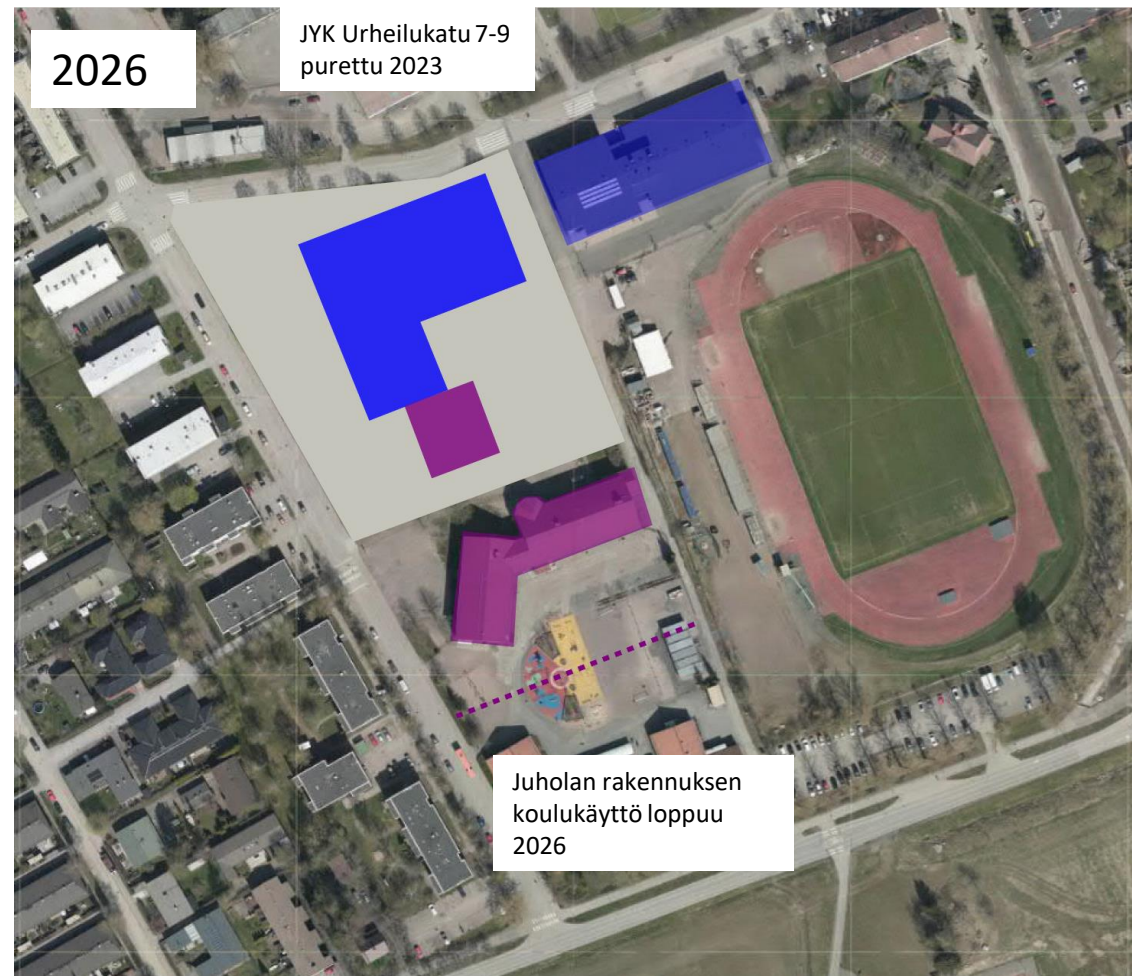 2026
JYK Urheilukatu 7-9
purettu 2023
Juholan rakennuksen
koulukäyttö loppuu
2026